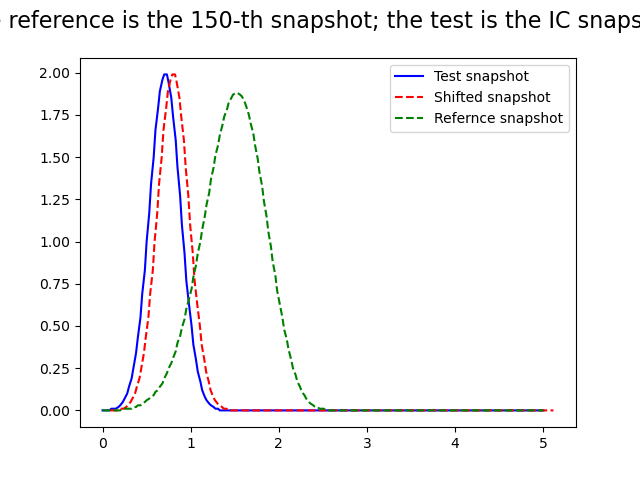 reference is the 150-th snapshot; the test is the IC snaps
Test snapshot
Shifted snapshot
Refernce snapshot
2.00
1.75
1.50
1.25
1.00
0.75
0.50
0.25
0.00
0 1 2 3 4 5